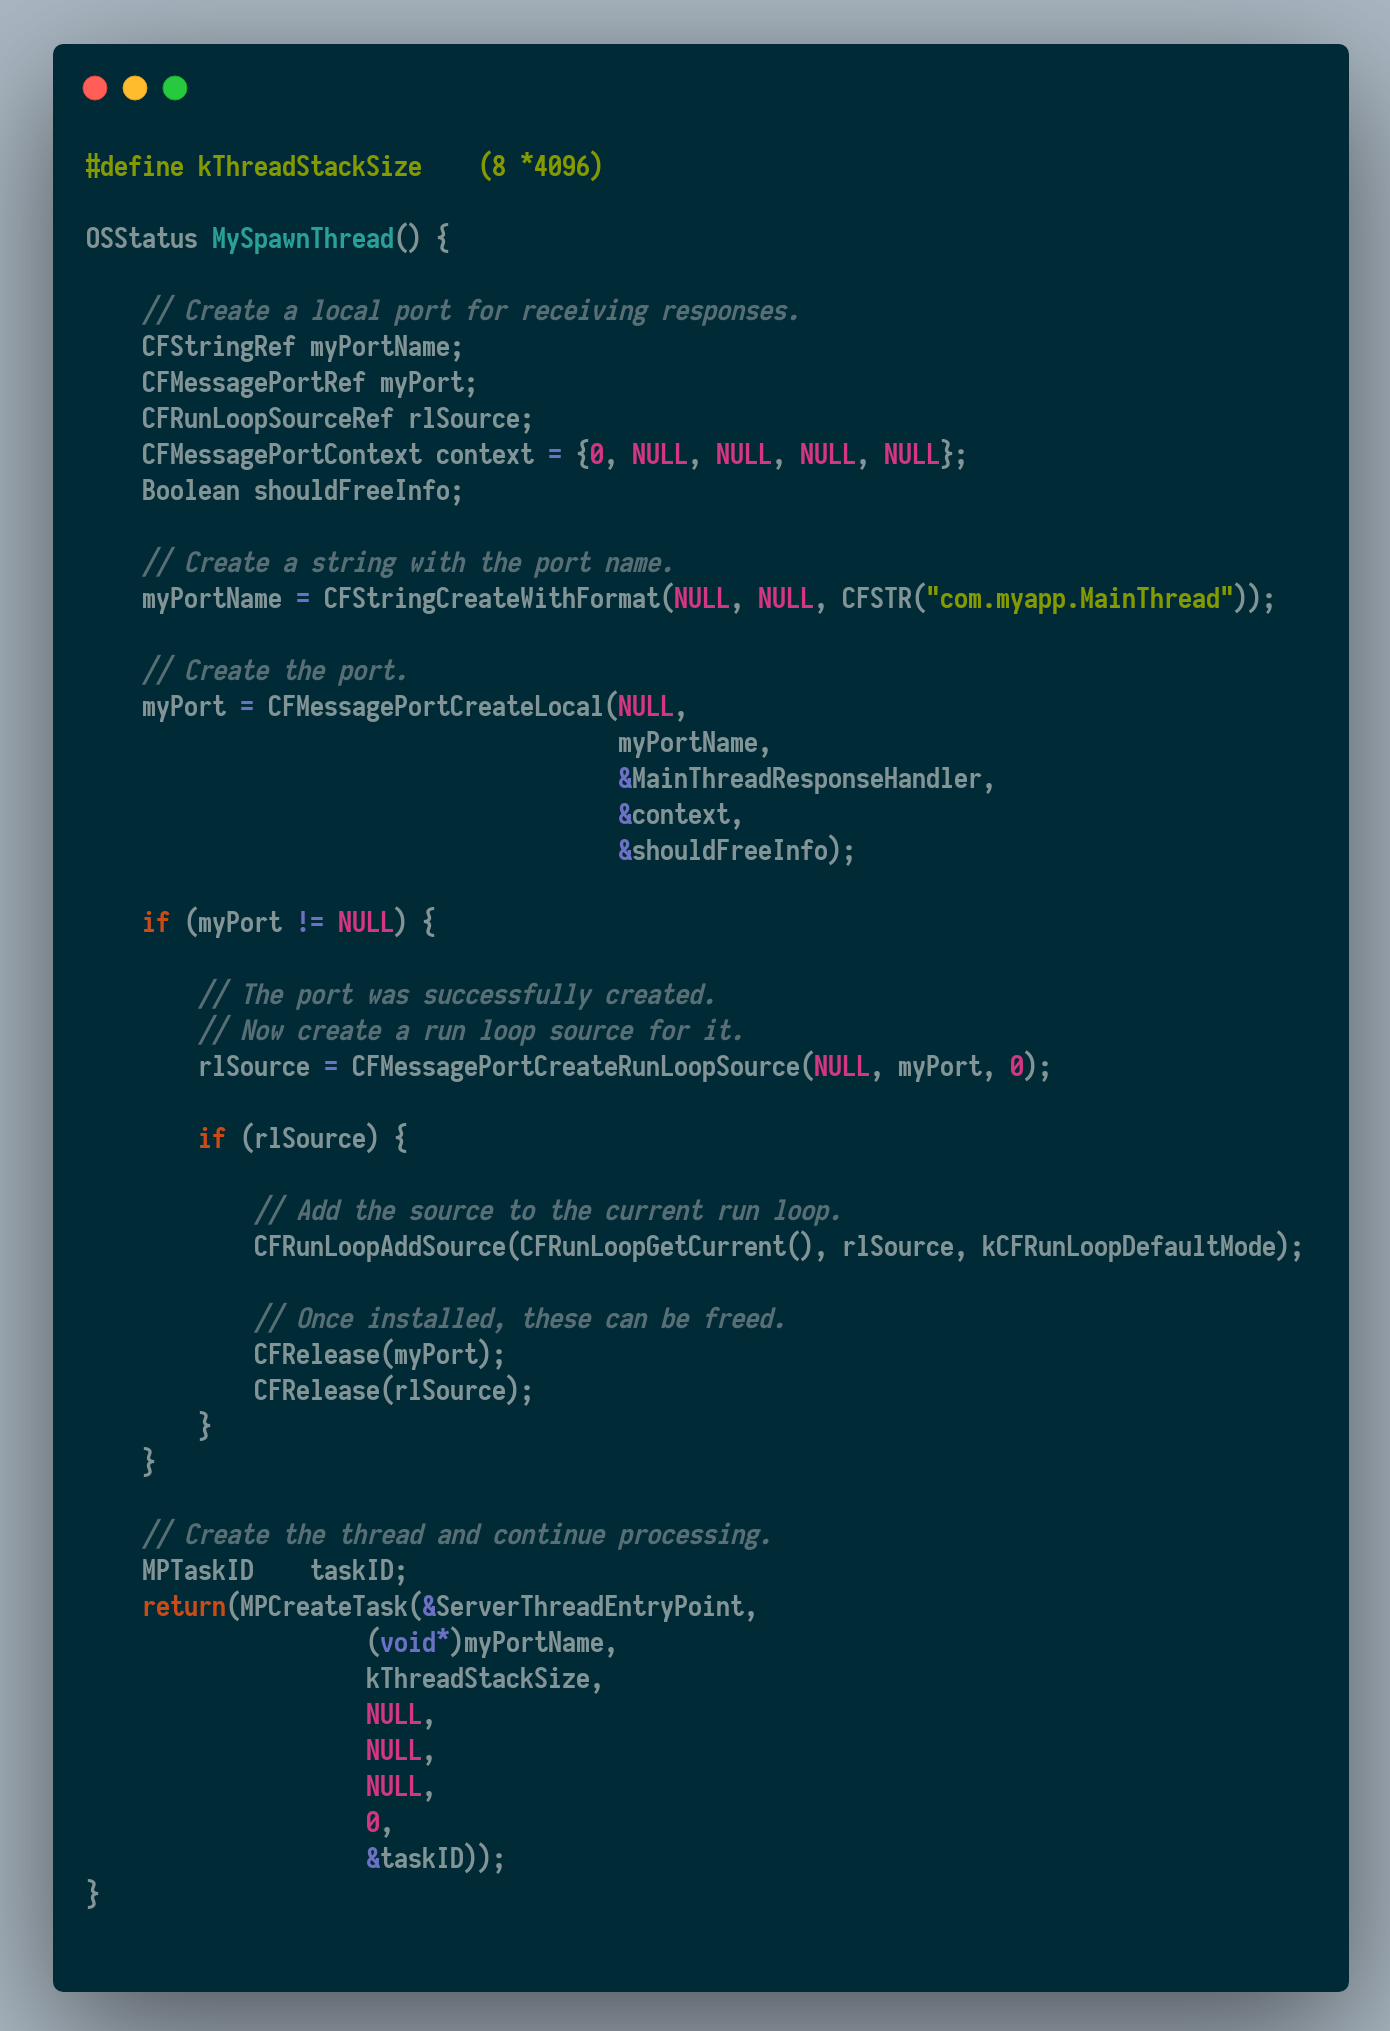 #define kThreadStackSize    (8 *4096)

OSStatus MySpawnThread() {

    // Create a local port for receiving responses.
    CFStringRef myPortName;
    CFMessagePortRef myPort;
    CFRunLoopSourceRef rlSource;
    CFMessagePortContext context = {0, NULL, NULL, NULL, NULL};
    Boolean shouldFreeInfo;

    // Create a string with the port name.
    myPortName = CFStringCreateWithFormat(NULL, NULL, CFSTR("com.myapp.MainThread"));

    // Create the port.
    myPort = CFMessagePortCreateLocal(NULL,
                                      myPortName,
                                      &MainThreadResponseHandler,
                                      &context,
                                      &shouldFreeInfo);

    if (myPort != NULL) {

        // The port was successfully created.
        // Now create a run loop source for it.
        rlSource = CFMessagePortCreateRunLoopSource(NULL, myPort, 0);

        if (rlSource) {

            // Add the source to the current run loop.
            CFRunLoopAddSource(CFRunLoopGetCurrent(), rlSource, kCFRunLoopDefaultMode);

            // Once installed, these can be freed.
            CFRelease(myPort);
            CFRelease(rlSource);
        }
    }

    // Create the thread and continue processing.
    MPTaskID    taskID;
    return(MPCreateTask(&ServerThreadEntryPoint,
                    (void*)myPortName,
                    kThreadStackSize,
                    NULL,
                    NULL,
                    NULL,
                    0,
                    &taskID));
}